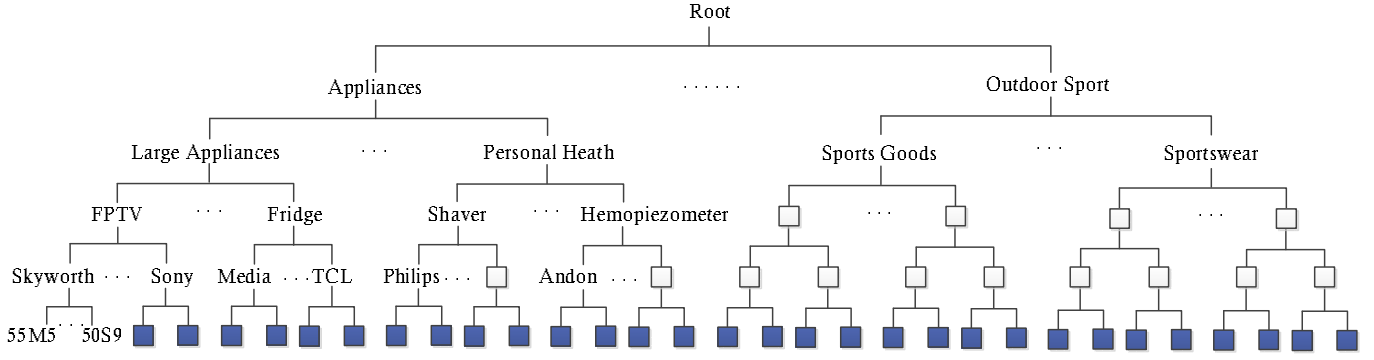 Root
Appliances ...... Outdoor Sport
Large Appliances ... Personal Heath Sports Goods ... Sportswear
FPTV ... Fridge Shaver ... Hemopiezometer ... ...
Skyworth ... Sony Media ... TCL Philips ... Andon ...
55M5 .... 50S9